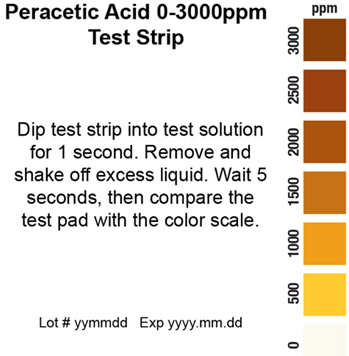 Peracetic Acid 0-3000ppm
Test Strip
Dip test strip into test solution
for 1 second. Remove and
shake off excess liquid. Wait 5
seconds, then compare the
test pad with the color scale.
Lot # yymmdd Exp yyyy.mm.dd
ppm
3000
2500
2000
1500
1000
500
0